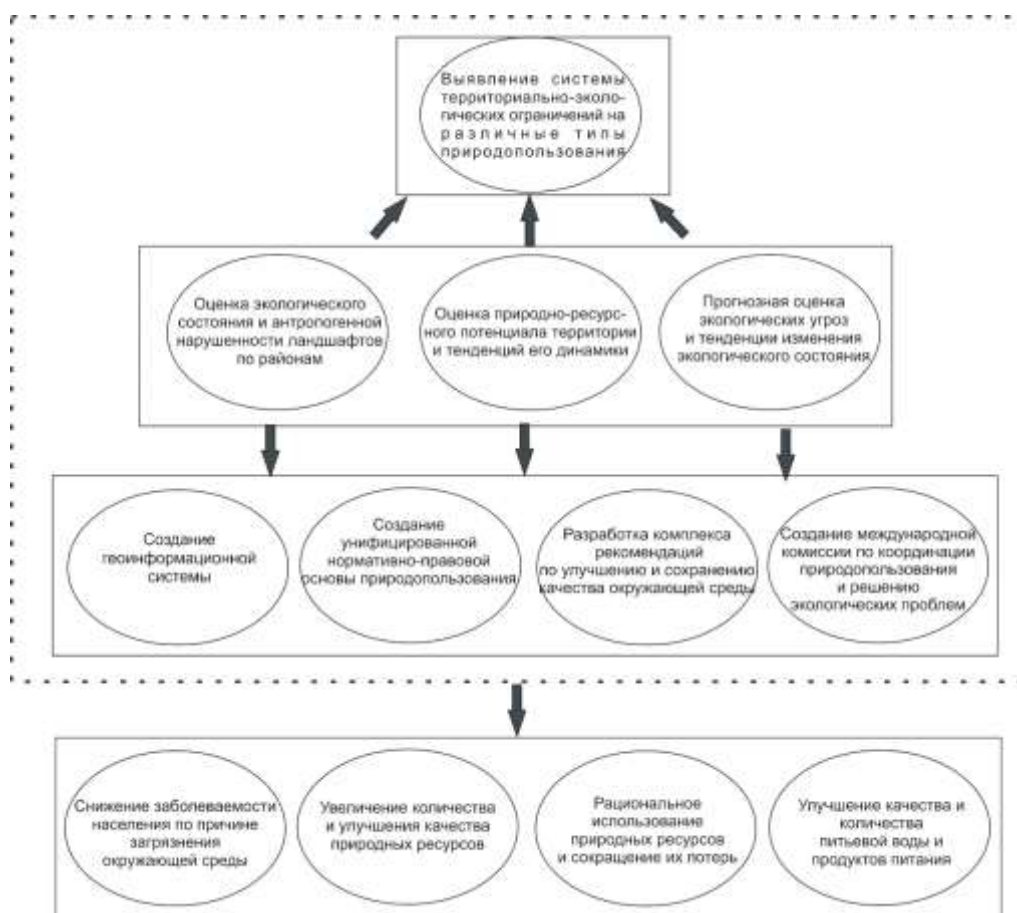 Выявление системы
территориально-эколо-
гических ограничений на
различные типы
природопользования
Оценка экологического
состояния и антропогенной
нарушенности ландшафтов
по районам
Оценка природно-ресурс-
ного потенциала территории
и тенденций его динамики
Прогнозная оценка
экологических угроз
и тенденции изменения
экологического состояния
Создание
геоинформационной
системы
Создание
унифицированной
нормативно-правовой
основы природопользования
Разработка комплекса
рекомендаций
по улучшению и сохранению
качества окружающей среды
Создание международной
комиссии по координации
природопользования
и решению
экологических проблем
Снижение заболеваемости
населения по причине
загрязнения
окружающей среды
Увеличение количества
и улучшения качества
природных ресурсов
Рациональное
использование
природных ресурсов
и сокращение их потерь
Улучшение качества и
количества
питьевой воды и
продуктов питания